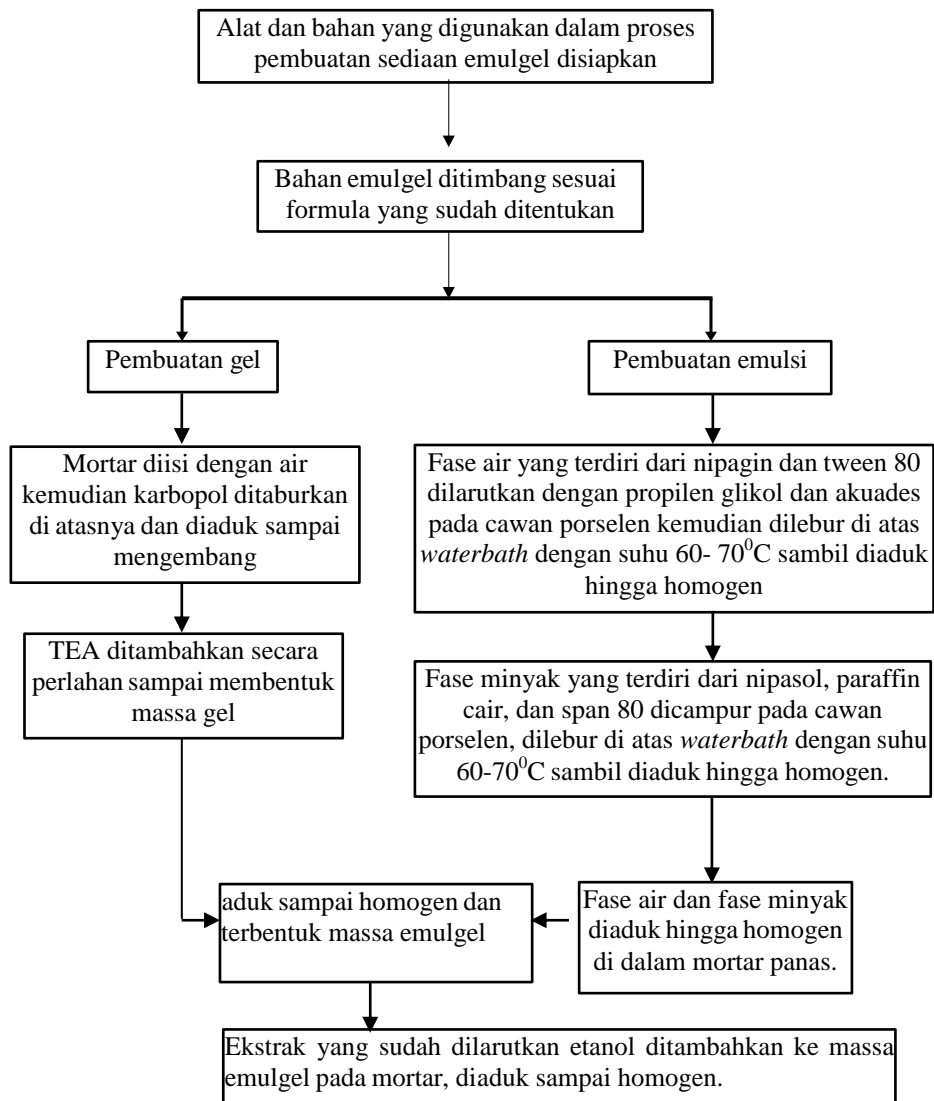 Alat dan bahan yang digunakan dalam proses
pembuatan sediaan emulgel disiapkan
Bahan emulgel ditimbang sesuai
formula yang sudah ditentukan
Pembuatan gel
Pembuatan emulsi
Mortar diisi dengan air
kemudian karbopol ditaburkan
di atasnya dan diaduk sampai
mengembang
Fase air yang terdiri dari nipagin dan tween 80
dilarutkan dengan propilen glikol dan akuades
pada cawan porselen kemudian dilebur di atas
waterbath dengan suhu 60- 70⁰C sambil diaduk
hingga homogen
TEA ditambahkan secara
perlahan sampai membentuk
massa gel
Fase minyak yang terdiri dari nipasol, paraffin
cair, dan span 80 dicampur pada cawan
porselen, dilebur di atas waterbath dengan suhu
60-70⁰C sambil diaduk hingga homogen.
aduk sampai homogen dan
terbentuk massa emulgel
Fase air dan fase minyak
diaduk hingga homogen
di dalam mortar panas.
Ekstrak yang sudah dilarutkan etanol ditambahkan ke massa
emulgel pada mortar, diaduk sampai homogen.